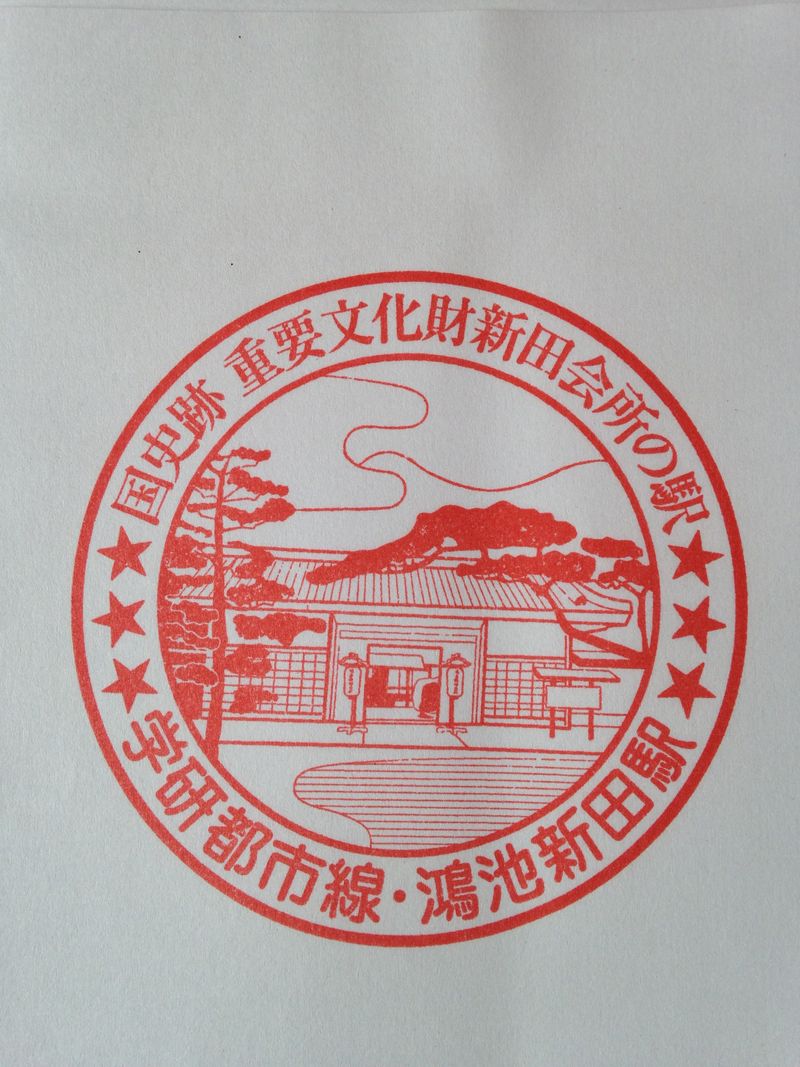 国史跡 重要文化財新田会所の駅
学研都市線・鴻池新田駅